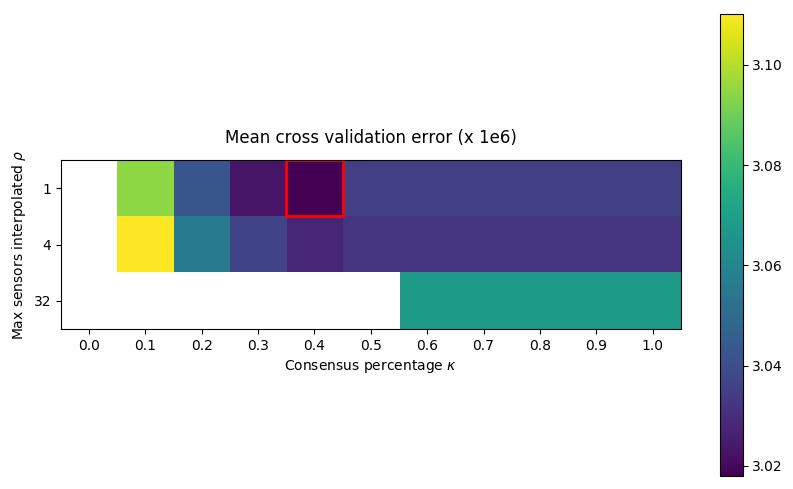 Mean cross validation error (x 1e6)
Max sensors interpolated ρ
1
4
32
0.0 0.1 0.2 0.3 0.4 0.5 0.6 0.7 0.8 0.9 1.0
Consensus percentage κ
3.10
3.08
3.06
3.04
3.02